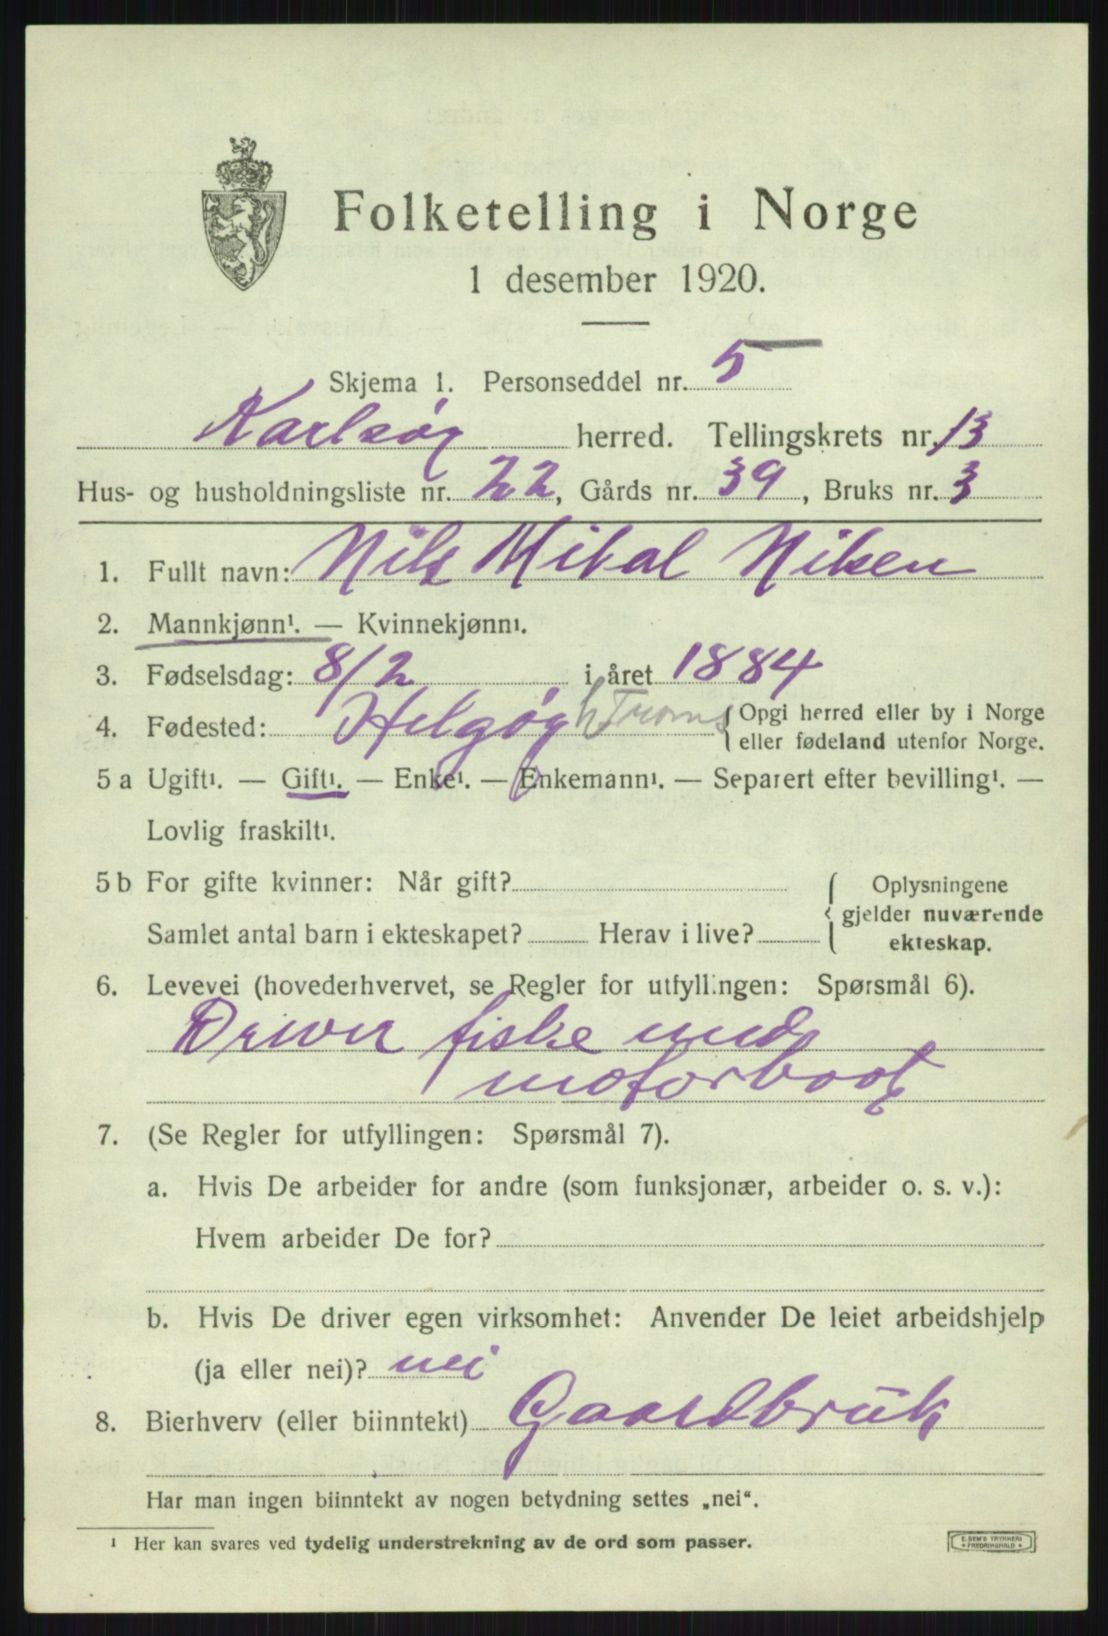 Folketelling i Norge
1 desember 1920.
Skjema 1. Personseddel nr. 5
Karlsøy herred. Tellingskrets nr. 13
Hus- og husholdningsliste nr. 22, Gårds nr. 39, Bruks nr. 3
1. Fullt navn: Nils Mikal Nilsen
2. Mannkjønn¹. — Kvinnekjønn¹.
3. Fødselsdag: 8/2 i året 1884
4. Fødested: Helgøy h Troms { Opgi herred eller by i Norge
eller fødeland utenfor Norge.
5 a Ugift¹. — Gift¹. — Enke¹. — Enkemann¹. — Separert efter bevilling¹. —
Lovlig fraskilt¹.
5 b For gifte kvinner: Når gift? { Oplysningene
gjelder nuværende
Samlet antal barn i ekteskapet? Herav i live? ekteskap.
6. Levevei (hovederhvervet, se Regler for utfyllingen: Spørsmål 6).
Driver fiske med
motorbaat
7. (Se Regler for utfyllingen: Spørsmål 7).
a. Hvis De arbeider for andre (som funksjonær, arbeider o. s. v.):
Hvem arbeider De for?
b. Hvis De driver egen virksomhet: Anvender De leiet arbeidshjelp
(ja eller nei)? nei
8. Bierhverv (eller biinntekt) Gaardbruk
Har man ingen biinntekt av nogen betydning settes „nei“.
¹ Her kan svares ved tydelig understrekning av de ord som passer.
E. SEM'S TRYKKERI
FREDRIKSHALD